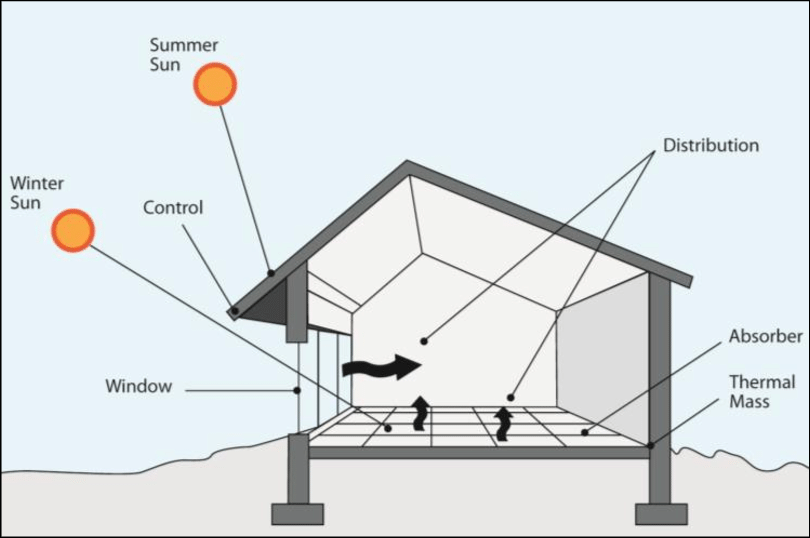 Summer
Sun
Winter
Sun
Control
Distribution
Window
Absorber
Thermal
Mass